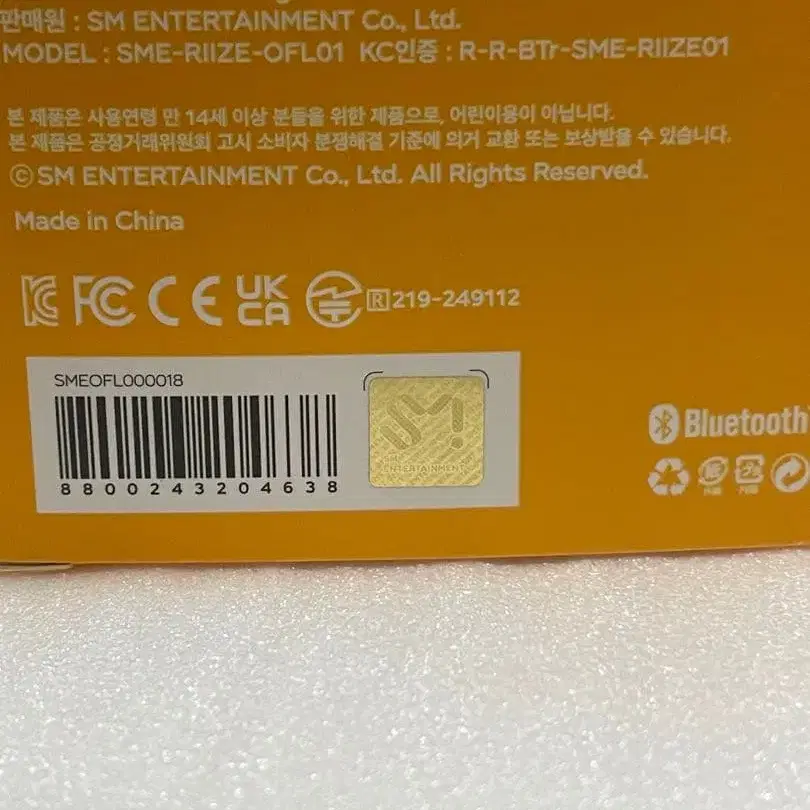 판매원 : SM ENTERTAINMENT Co., Ltd.
MODEL : SME-RIIZE-OFL01 KC인증 : R-R-BTr-SME-RIIZE01
본 제품은 사용연령 만 14세 이상 분들을 위한 제품으로, 어린이용이 아닙니다.
본 제품은 공정거래위원회 고시 소비자 분쟁해결 기준에 의거 교환 또는 보상받을 수 있습니다.
© SM ENTERTAINMENT Co., Ltd. All Rights Reserved.
Made in China
KC FC CE UK CA R 219-249112
SMEOFL000018
8800243204638
SM
SM
ENTERTAINMENT
Bluetooth